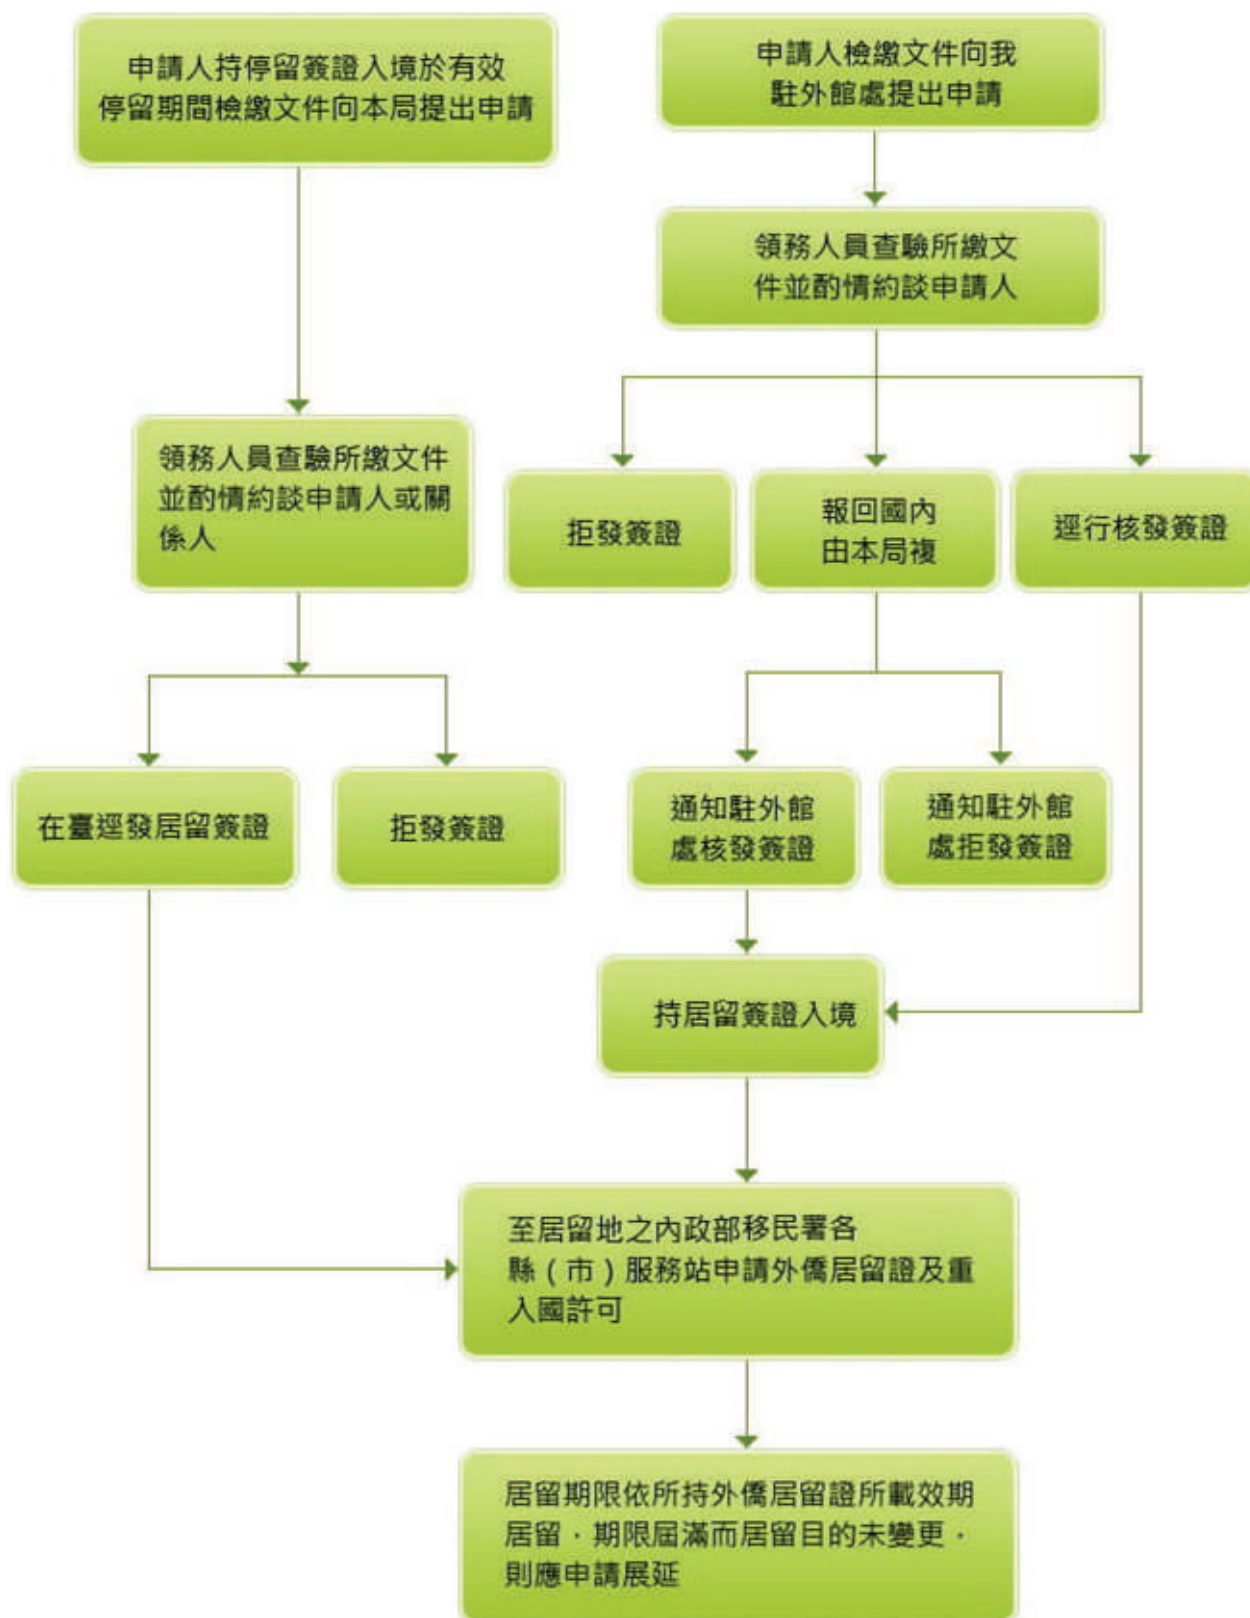 申請人持停留簽證入境於有效
停留期間檢繳文件向本局提出申請
申請人檢繳文件向我
駐外館處提出申請
領務人員查驗所繳文
件並酌情約談申請人
領務人員查驗所繳文件
並酌情約談申請人或關
係人
拒發簽證
報回國內
由本局複
逕行核發簽證
在臺逕發居留簽證
拒發簽證
通知駐外館
處核發簽證
通知駐外館
處拒發簽證
持居留簽證入境
至居留地之內政部移民署各
縣（市）服務站申請外僑居留證及重
入國許可
居留期限依所持外僑居留證所載效期
居留，期限屆滿而居留目的未變更，
則應申請展延